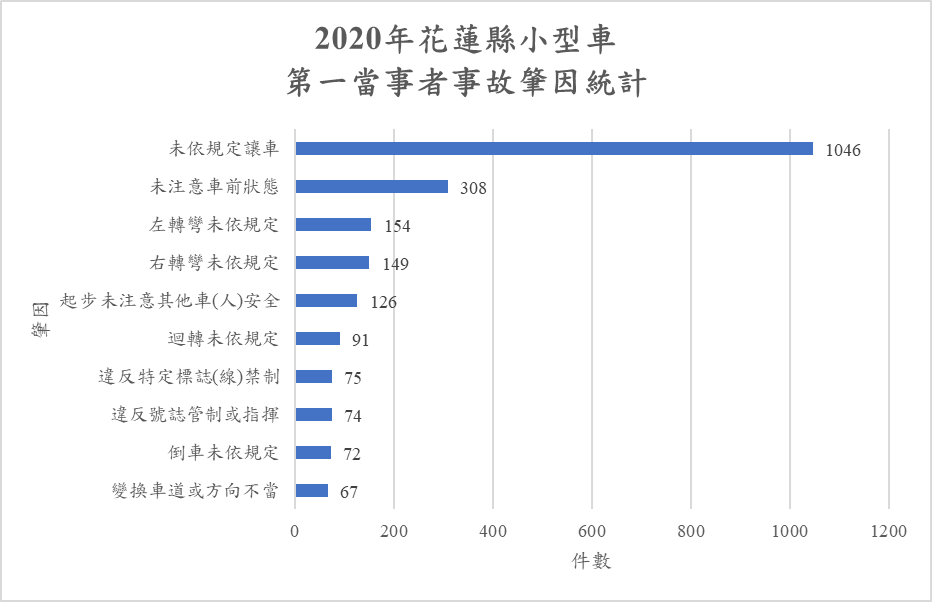 2020年花蓮縣小型車
第一當事者事故肇因統計
未依規定讓車 1046
未注意車前狀態 308
左轉彎未依規定 154
右轉彎未依規定 149
起步未注意其他車(人)安全 126
迴轉未依規定 91
違反特定標誌(線)禁制 75
違反號誌管制或指揮 74
倒車未依規定 72
變換車道或方向不當 67
肇因
0 200 400 600 800 1000 1200
件數